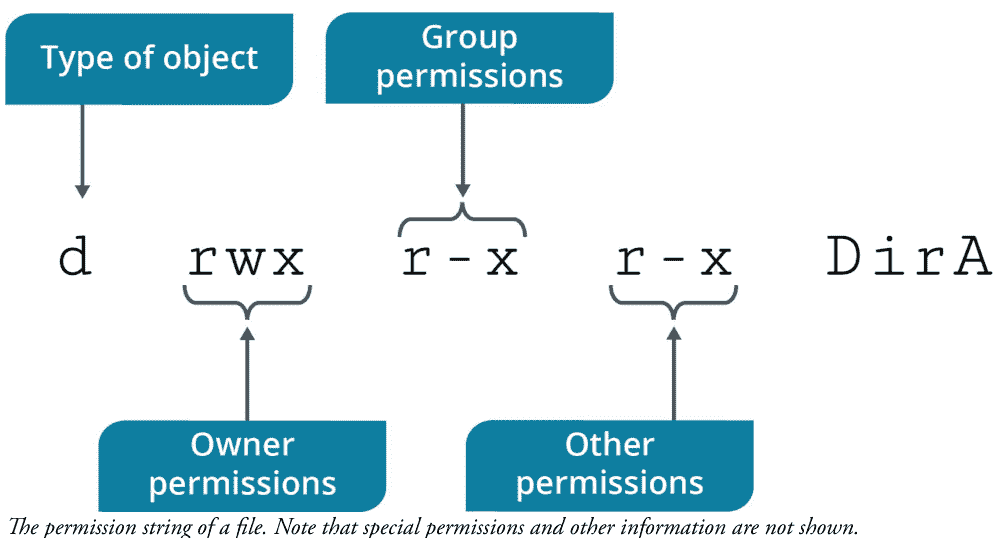 Type of object
Group
permissions
d rwx r-x r-x DirA
Owner
permissions
Other
permissions
The permission string of a file. Note that special permissions and other information are not shown.